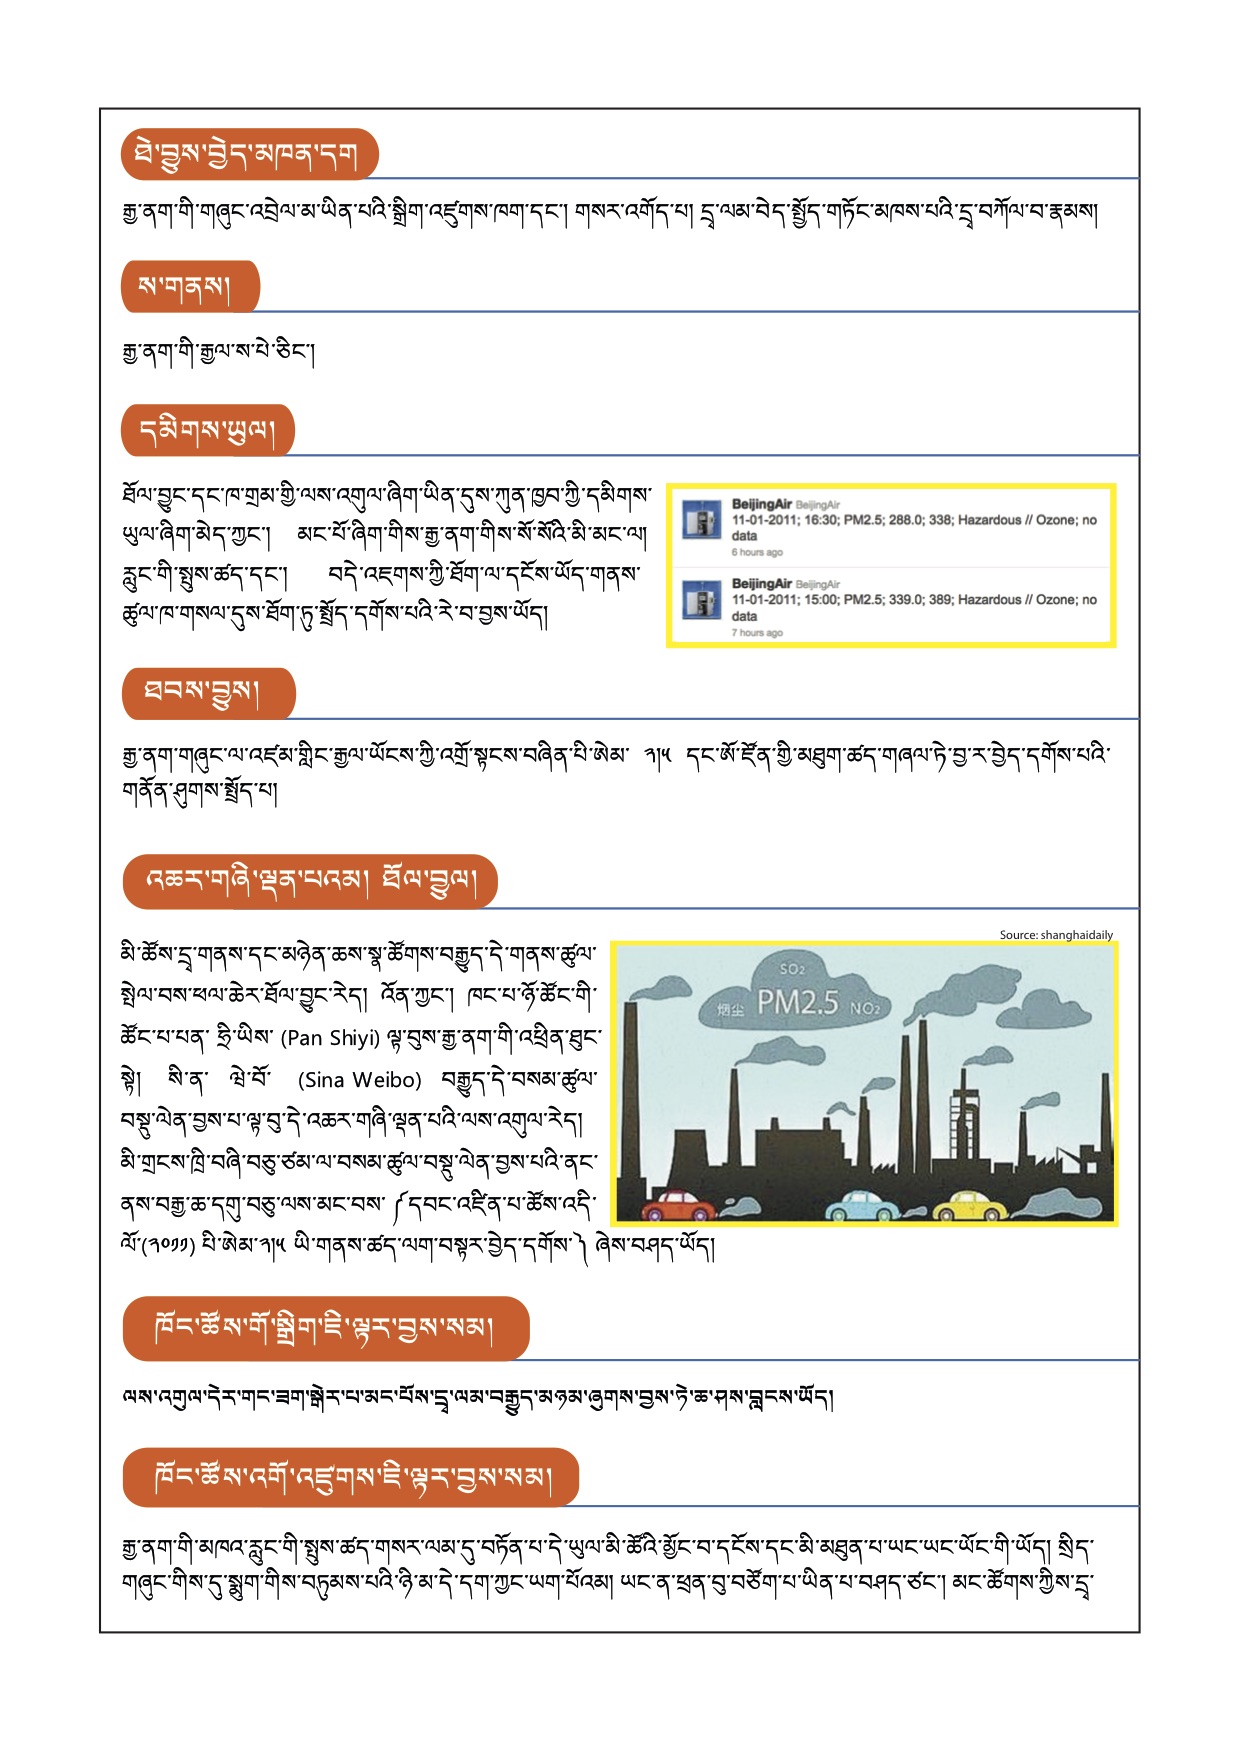 ཐེ་བྱུས་བྱེད་མཁན་དག
རྒྱ་ནག་གི་གཞུང་འབྲེལ་མ་ཡིན་པའི་སྒྲིག་འཛུགས་ཁག་དང་། གསར་འགོད་པ། དྲྭ་ལམ་བེད་སྤྱོད་གཏོང་མཁས་པའི་དྲྭ་བཀོལ་བ་རྣམས།
ས་གནས།
རྒྱ་ནག་གི་རྒྱལ་ས་པེ་ཅིང་།
དམིགས་ཡུལ།
ཐོལ་བྱུང་དང་ཁ་གྲམ་གྱི་ལས་འགུལ་ཞིག་ཡིན་དུས་ཀུན་ཁྱབ་ཀྱི་དམིགས་
ཡུལ་ཞིག་མེད་ཀྱང་། མང་པོ་ཞིག་གིས་རྒྱ་ནག་གིས་སོ་སོའི་མི་མང་ལ།
རླུང་གི་སྤུས་ཚད་དང་། བདེ་འཇགས་ཀྱི་ཐོག་ལ་དངོས་ཡོད་གནས་
ཚུལ་ཁ་གསལ་དུས་ཐོག་ཏུ་སྤྲོད་དགོས་པའི་རེ་བ་བྱས་ཡོད།
BeijingAir BeijingAir
11-01-2011; 16:30; PM2.5; 288.0; 338; Hazardous // Ozone; no
data
6 hours ago
BeijingAir BeijingAir
11-01-2011; 15:00; PM2.5; 339.0; 389; Hazardous // Ozone; no
data
7 hours ago
ཐབས་བྱུས།
རྒྱ་ནག་གཞུང་ལ་འཛམ་གླིང་རྒྱལ་ཡོངས་ཀྱི་འགྲོ་སྟངས་བཞིན་པི་ཨེམ་ ༢།༥ དང་ཨོ་ཛོན་གྱི་མཐུག་ཚད་གཞལ་ཏེ་བྱ་ར་བྱེད་དགོས་པའི་
གནོན་ཤུགས་སྤྲོད་པ།
འཆར་གཞི་ལྡན་པའམ། ཐོལ་བྱུལ།
Source: shanghaidaily
མི་ཚོས་དྲྭ་གནས་དང་མཉེན་ཆས་སྣ་ཚོགས་བརྒྱུད་དེ་གནས་ཚུལ་
སྤེལ་བས་ཕལ་ཆེར་ཐོལ་བྱུང་རེད། འོན་ཀྱང་། ཁང་པ་ཉོ་ཚོང་གི་
ཚོང་པ་པན་ ཧྲི་ཡིས་ (Pan Shiyi) ལྟ་བུས་རྒྱ་ནག་གི་འཕྲིན་ཐུང་
སྟེ། སི་ན་ ཝེ་བོ་ (Sina Weibo) བརྒྱུད་དེ་བསམ་ཚུལ་
བསྡུ་ལེན་བྱས་པ་ལྟ་བུ་དེ་འཆར་གཞི་ལྡན་པའི་ལས་འགུལ་རེད།
མི་གྲངས་ཁྲི་བཞི་བཅུ་ཙམ་ལ་བསམ་ཚུལ་བསྡུ་ལེན་བྱས་པའི་ནང་
ནས་བརྒྱ་ཆ་དགུ་བཅུ་ལས་མང་བས་ ༼དབང་འཛིན་པ་ཚོས་འདི་
ལོ་(༢༠༡༡) པི་ཨེམ་༢།༥ ཡི་གནས་ཚད་ལག་བསྟར་བྱེད་དགོས་༽ ཞེས་བཤད་ཡོད།
SO₂
烟尘 PM2.5 NO₂
ཁོང་ཚོས་གོ་སྒྲིག་ཇི་ལྟར་བྱས་སམ།
ལས་འགུལ་དེར་གང་ཟག་སྒེར་པ་མང་པོས་དྲྭ་ལམ་བརྒྱུད་མཉམ་ཞུགས་བྱས་ཏེ་ཆ་ཤས་བླངས་ཡོད།
ཁོང་ཚོས་འགོ་འཛུགས་ཇི་ལྟར་བྱས་སམ།
རྒྱ་ནག་གི་མཁའ་རླུང་གི་སྤུས་ཚད་གསར་ལམ་དུ་བཏོན་པ་དེ་ཡུལ་མི་ཚོའི་མྱོང་བ་དངོས་དང་མི་མཐུན་པ་ཡང་ཡང་ཡོང་གི་ཡོད། སྲིད་
གཞུང་གིས་དུ་སྨུག་གིས་བཏུམས་པའི་ཉི་མ་དེ་དག་ཀྱང་ཡག་པོའམ། ཡང་ན་ཕྲན་བུ་བཙོག་པ་ཡིན་པ་བཤད་ཙང་། མང་ཚོགས་ཀྱིས་དྲྭ་